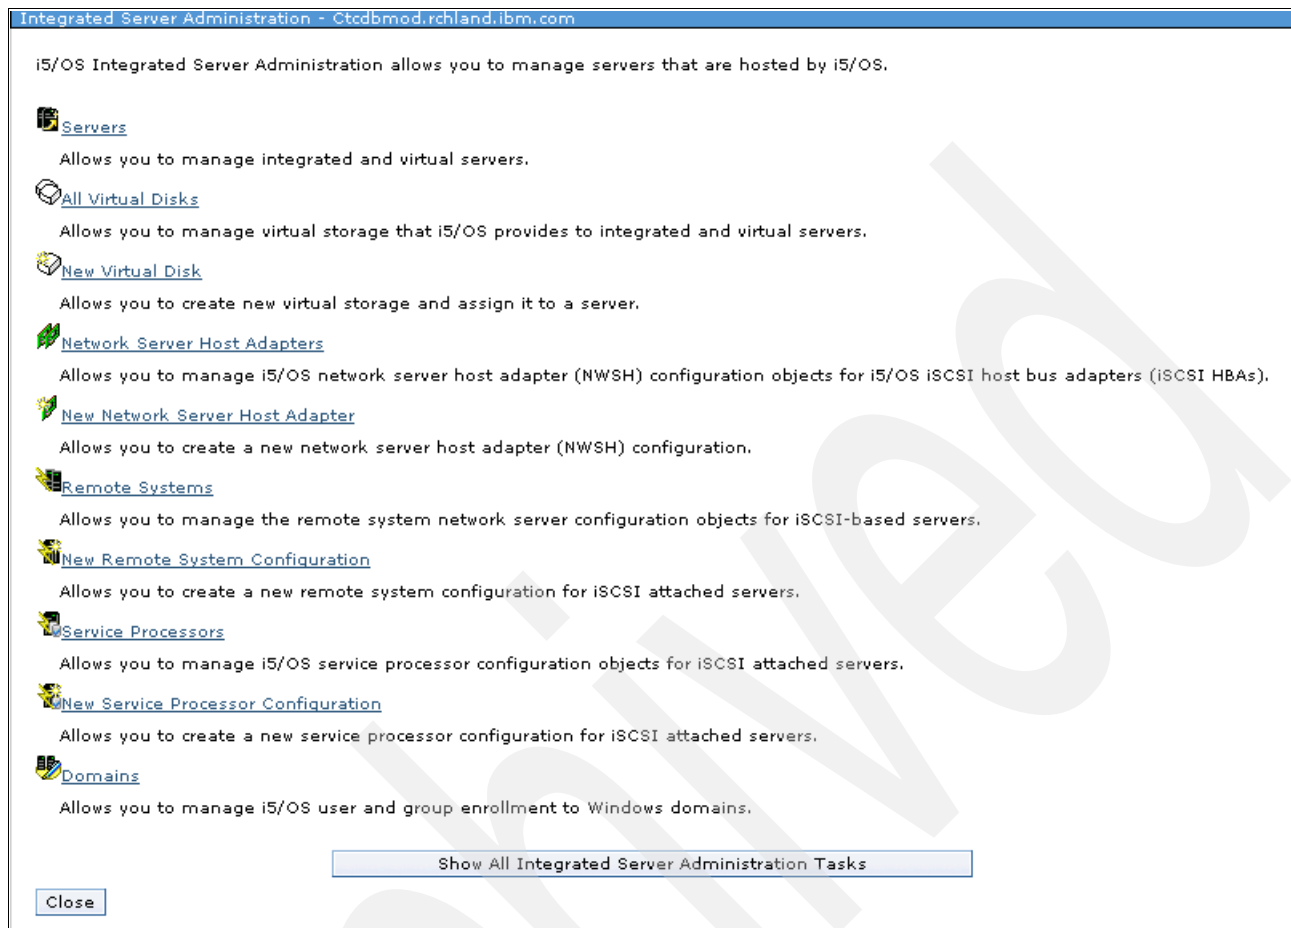 Integrated Server Administration - Ctcdbmod.rchland.ibm.com
i5/OS Integrated Server Administration allows you to manage servers that are hosted by i5/OS.
Servers
Allows you to manage integrated and virtual servers.
All Virtual Disks
Allows you to manage virtual storage that i5/OS provides to integrated and virtual servers.
New Virtual Disk
Allows you to create new virtual storage and assign it to a server.
Network Server Host Adapters
Allows you to manage i5/OS network server host adapter (NWSH) configuration objects for i5/OS iSCSI host bus adapters (iSCSI HBAs).
New Network Server Host Adapter
Allows you to create a new network server host adapter (NWSH) configuration.
Remote Systems
Allows you to manage the remote system network server configuration objects for iSCSI-based servers.
New Remote System Configuration
Allows you to create a new remote system configuration for iSCSI attached servers.
Service Processors
Allows you to manage i5/OS service processor configuration objects for iSCSI attached servers.
New Service Processor Configuration
Allows you to create a new service processor configuration for iSCSI attached servers.
Domains
Allows you to manage i5/OS user and group enrollment to Windows domains.
Show All Integrated Server Administration Tasks
Close
hived